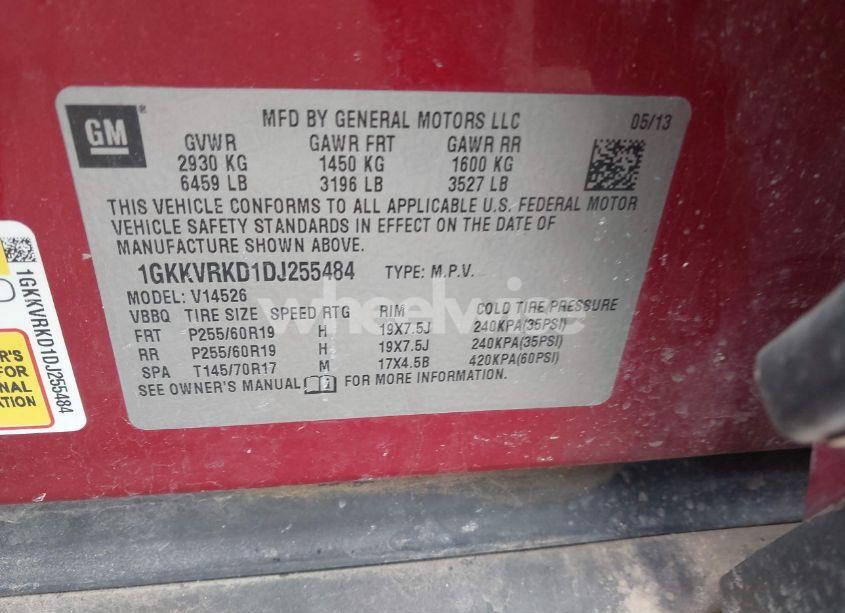 GM®
MFD BY GENERAL MOTORS LLC 05/13
GVWR GAWR FRT GAWR RR
2930 KG 1450 KG 1600 KG
6459 LB 3196 LB 3527 LB
THIS VEHICLE CONFORMS TO ALL APPLICABLE U.S. FEDERAL MOTOR
VEHICLE SAFETY STANDARDS IN EFFECT ON THE DATE OF
MANUFACTURE SHOWN ABOVE.
1GKKVRKD1DJ255484 TYPE: M.P.V.
MODEL: V14526
VBBQ TIRE SIZE SPEED RTG RIM COLD TIRE PRESSURE
FRT P255/60R19 H 19X7.5J 240KPA(35PSI)
RR P255/60R19 H 19X7.5J 240KPA(35PSI)
SPA T145/70R17 M 17X4.5B 420KPA(60PSI)
SEE OWNER'S MANUAL FOR MORE INFORMATION.
1GKKVRKD1DJ255484
R'S
FOR
NAL
ATION